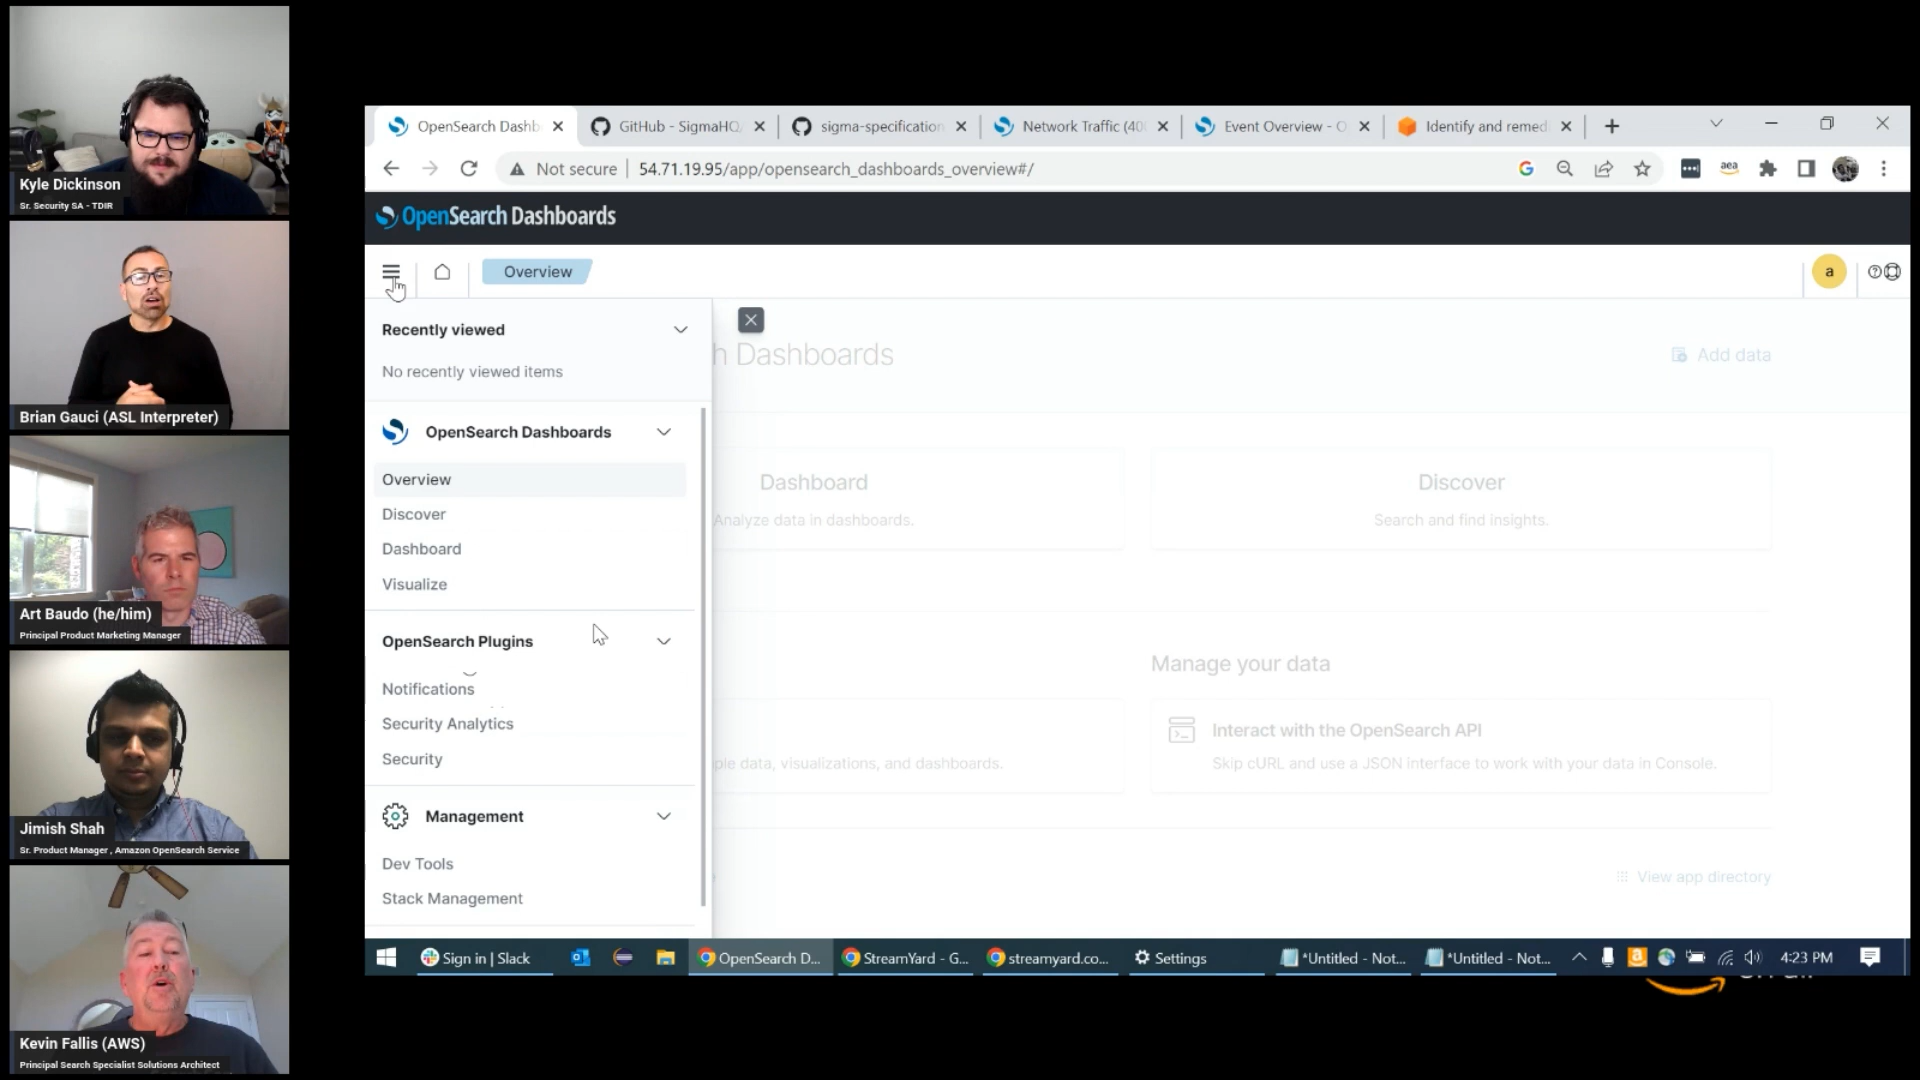 Kyle Dickinson
Sr. Security SA - TDIR
Brian Gauci (ASL Interpreter)
Art Baudo (he/him)
Principal Product Marketing Manager
Jimish Shah
Sr. Product Manager , Amazon OpenSearch Service
Kevin Fallis (AWS)
Principal Search Specialist Solutions Architect
OpenSearch Dashb
GitHub - SigmaHQ
sigma-specification
Network Traffic (40
Event Overview - O
Identify and remed
Not secure
54.71.19.95/app/opensearch_dashboards_overview#/
aea
OpenSearch Dashboards
Overview
a
Recently viewed
No recently viewed items
h Dashboards
Add data
OpenSearch Dashboards
Overview
Discover
Dashboard
Visualize
Dashboard
Analyze data in dashboards.
Discover
Search and find insights.
OpenSearch Plugins
Notifications
Security Analytics
Security
Manage your data
Interact with the OpenSearch API
Skip cURL and use a JSON interface to work with your data in Console.
ple data, visualizations, and dashboards.
Management
Dev Tools
Stack Management
View app directory
Sign in | Slack
OpenSearch D...
StreamYard - G...
streamyard.co...
Settings
*Untitled - Not...
*Untitled - Not...
4:23 PM